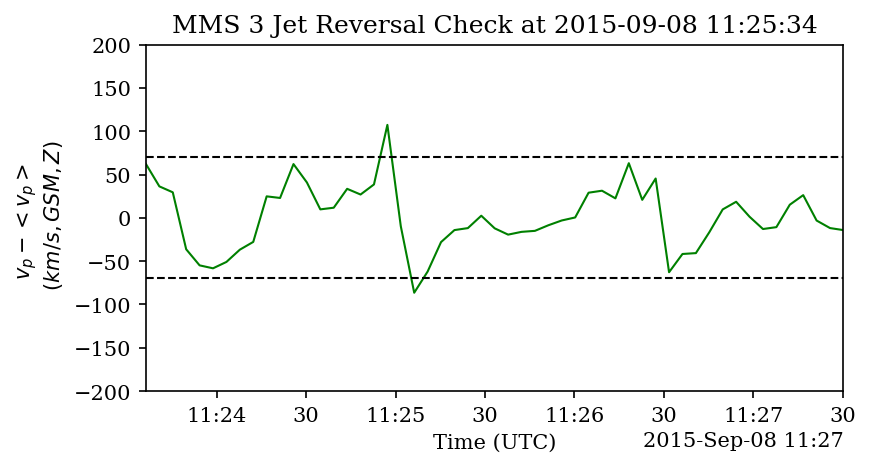 MMS 3 Jet Reversal Check at 2015-09-08 11:25:34
200
150
100
50
0
−50
−100
−150
−200
v_p − < v_p >
(km/s, GSM, Z)
11:24 30 11:25 30 11:26 30 11:27 30
Time (UTC) 2015-Sep-08 11:27